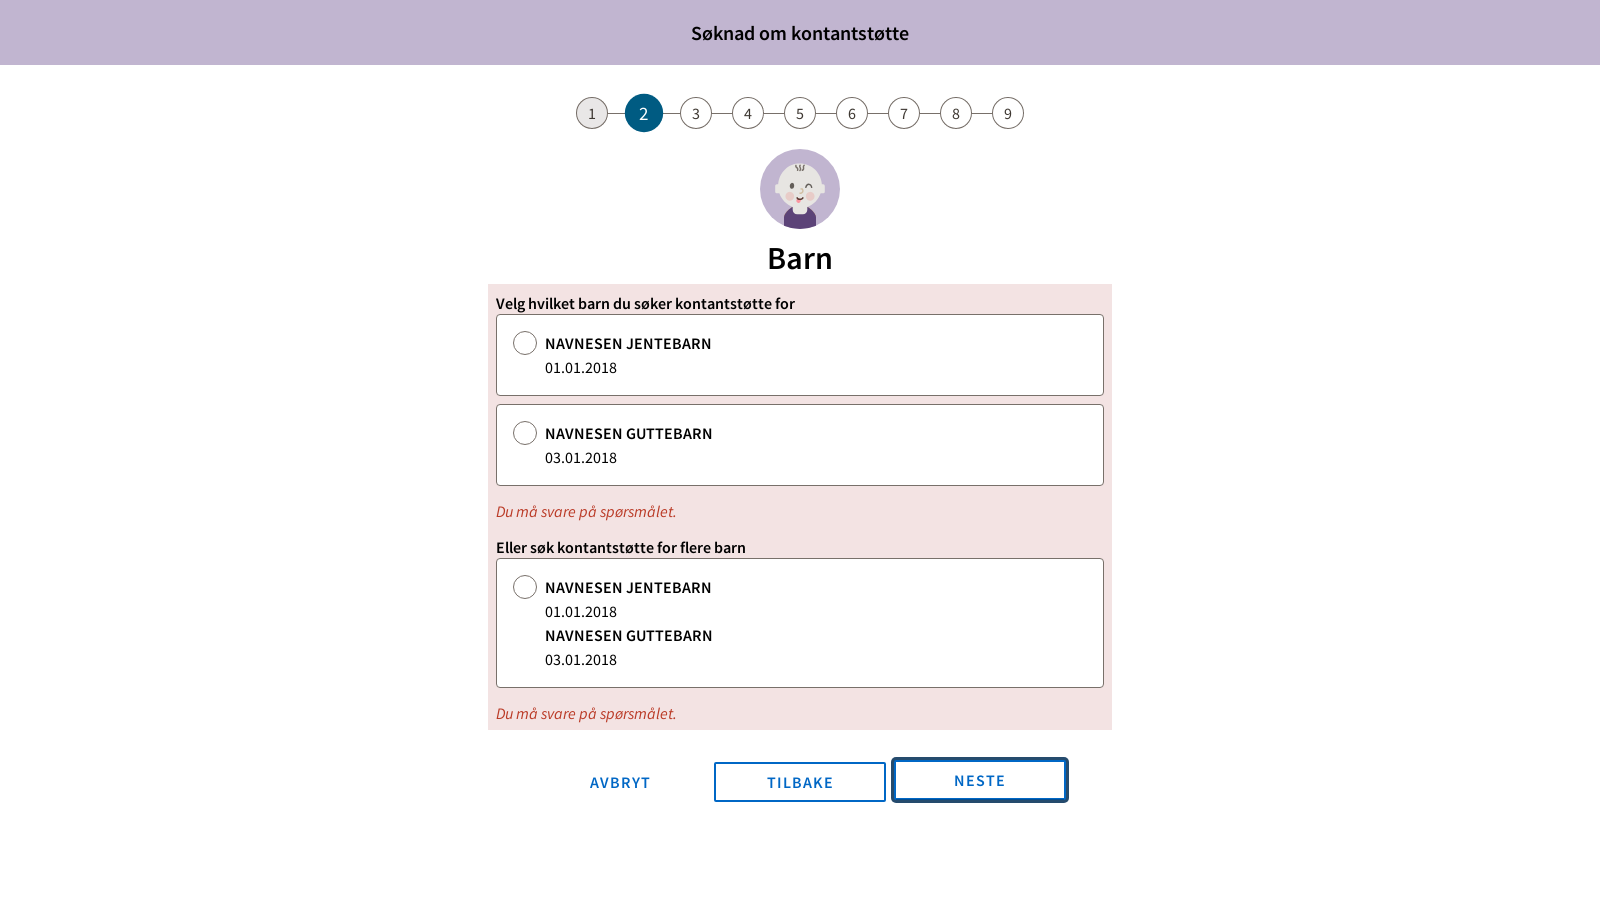 Søknad om kontantstøtte
1 2 3 4 5 6 7 8 9
Barn
Velg hvilket barn du søker kontantstøtte for
NAVNESEN JENTEBARN
01.01.2018
NAVNESEN GUTTEBARN
03.01.2018
Du må svare på spørsmålet.
Eller søk kontantstøtte for flere barn
NAVNESEN JENTEBARN
01.01.2018
NAVNESEN GUTTEBARN
03.01.2018
Du må svare på spørsmålet.
AVBRYT TILBAKE NESTE